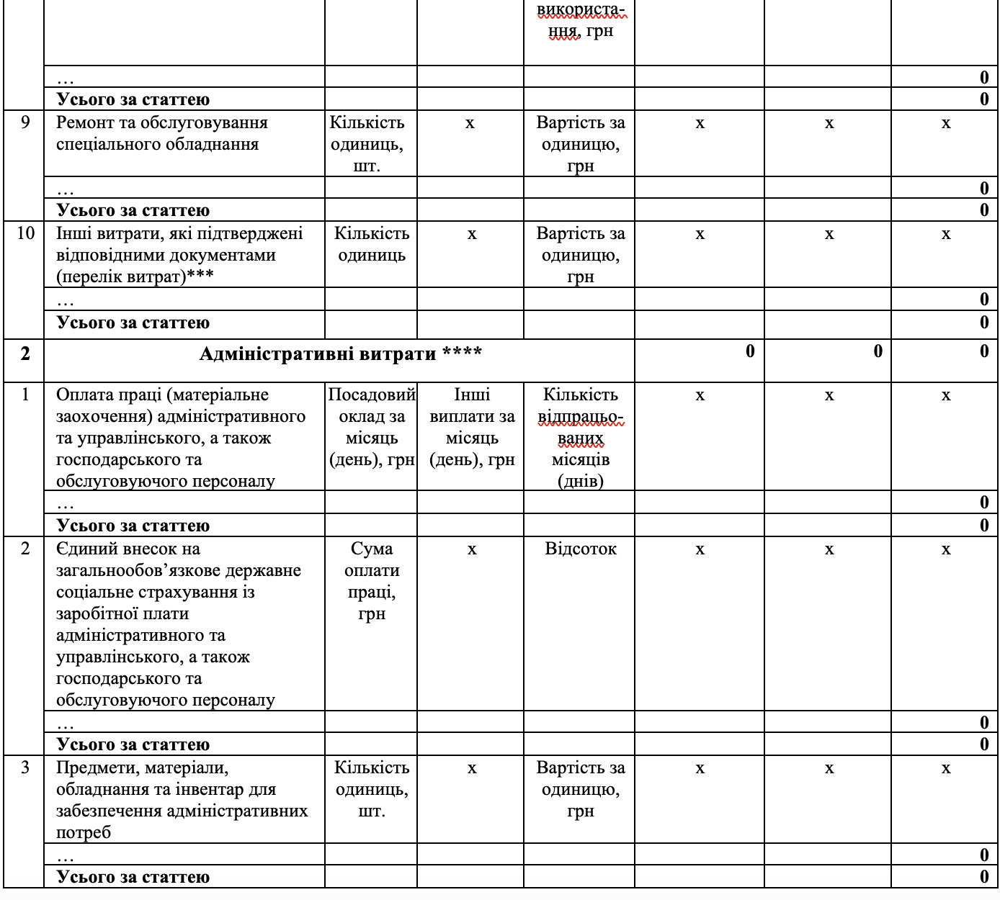 використа-
ння, грн
… 0
Усього за статтею 0
9 Ремонт та обслуговування Кількість х Вартість за х х х
спеціального обладнання одиниць, одиницю,
шт. грн
… 0
Усього за статтею 0
10 Інші витрати, які підтверджені Кількість х Вартість за х х х
відповідними документами одиниць одиницю,
(перелік витрат)*** грн
… 0
Усього за статтею 0
2 Адміністративні витрати **** 0 0 0
1 Оплата праці (матеріальне Посадовий Інші Кількість х х х
заохочення) адміністративного оклад за виплати за відпрацьо-
та управлінського, а також місяць місяць ваних
господарського та (день), грн (день), грн місяців
обслуговуючого персоналу (днів)
… 0
Усього за статтею 0
2 Єдиний внесок на Сума х Відсоток х х х
загальнообов’язкове державне оплати
соціальне страхування із праці,
заробітної плати грн
адміністративного та
управлінського, а також
господарського та
обслуговуючого персоналу
… 0
Усього за статтею 0
3 Предмети, матеріали, Кількість х Вартість за х х х
обладнання та інвентар для одиниць, одиницю,
забезпечення адміністративних шт. грн
потреб
… 0
Усього за статтею 0